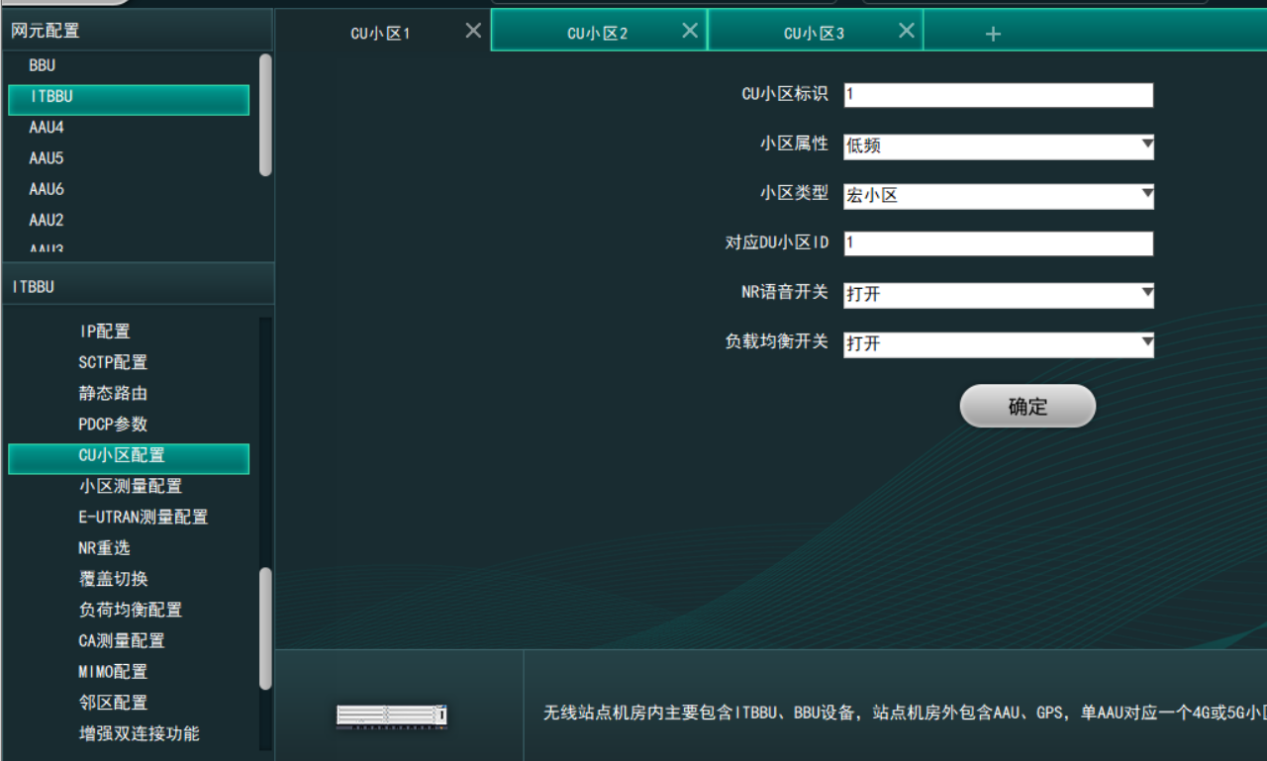 网元配置
BBU
ITBBU
AAU4
AAU5
AAU6
AAU2
ITBBU
IP配置
SCTP配置
静态路由
PDCP参数
CU小区配置
小区测量配置
E-UTRAN测量配置
NR重选
覆盖切换
负荷均衡配置
CA测量配置
MIMO配置
邻区配置
增强双连接功能
CU小区1
CU小区2
CU小区3
CU小区标识 1
小区属性 低频
小区类型 宏小区
对应DU小区ID 1
NR语音开关 打开
负载均衡开关 打开
确定
无线站点机房内主要包含ITBBU、BBU设备，站点机房外包含AAU、GPS，单AAU对应一个4G或5G小